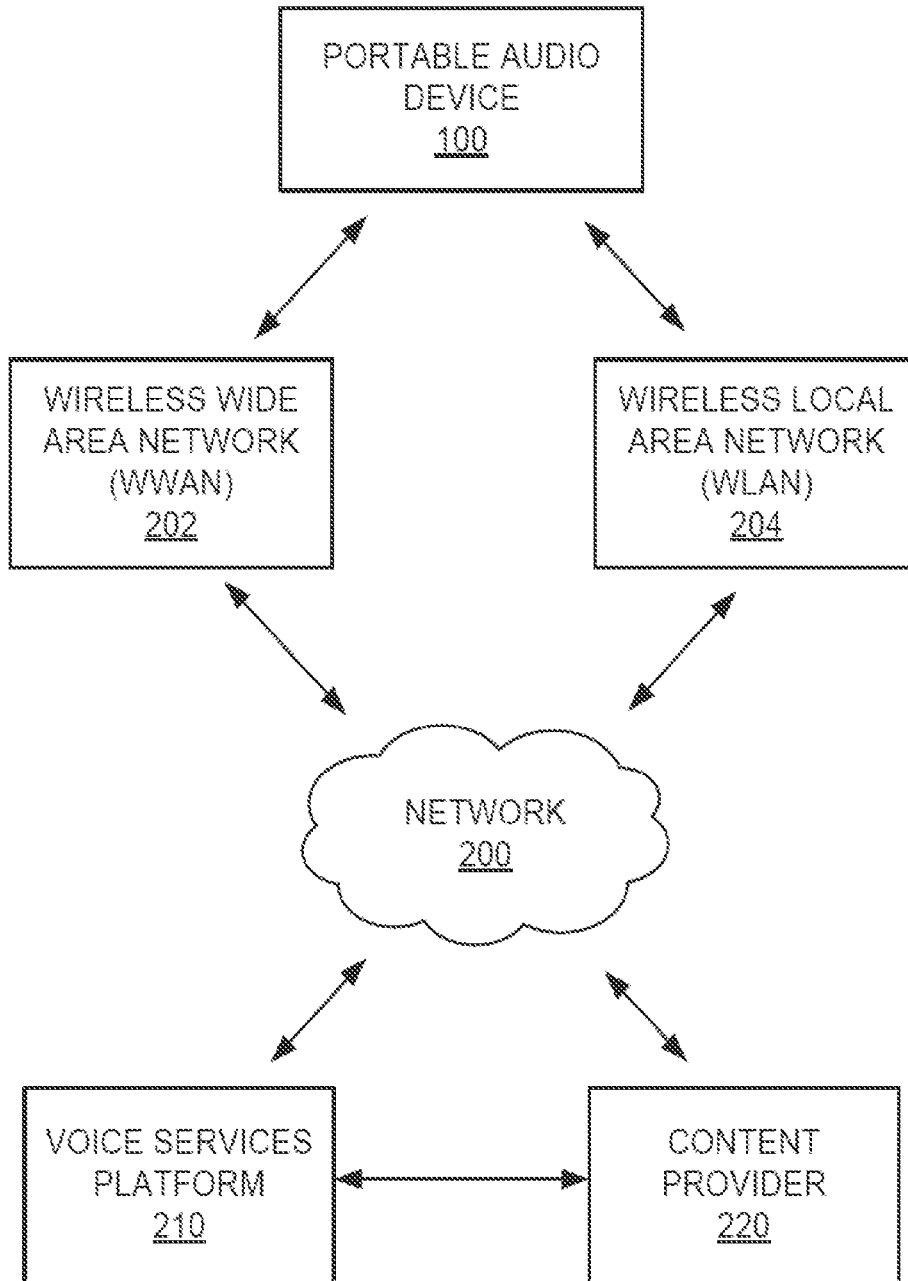 PORTABLE AUDIO
DEVICE
100
WIRELESS WIDE
AREA NETWORK
(WWAN)
202
WIRELESS LOCAL
AREA NETWORK
(WLAN)
204
NETWORK
200
VOICE SERVICES
PLATFORM
210
CONTENT
PROVIDER
220